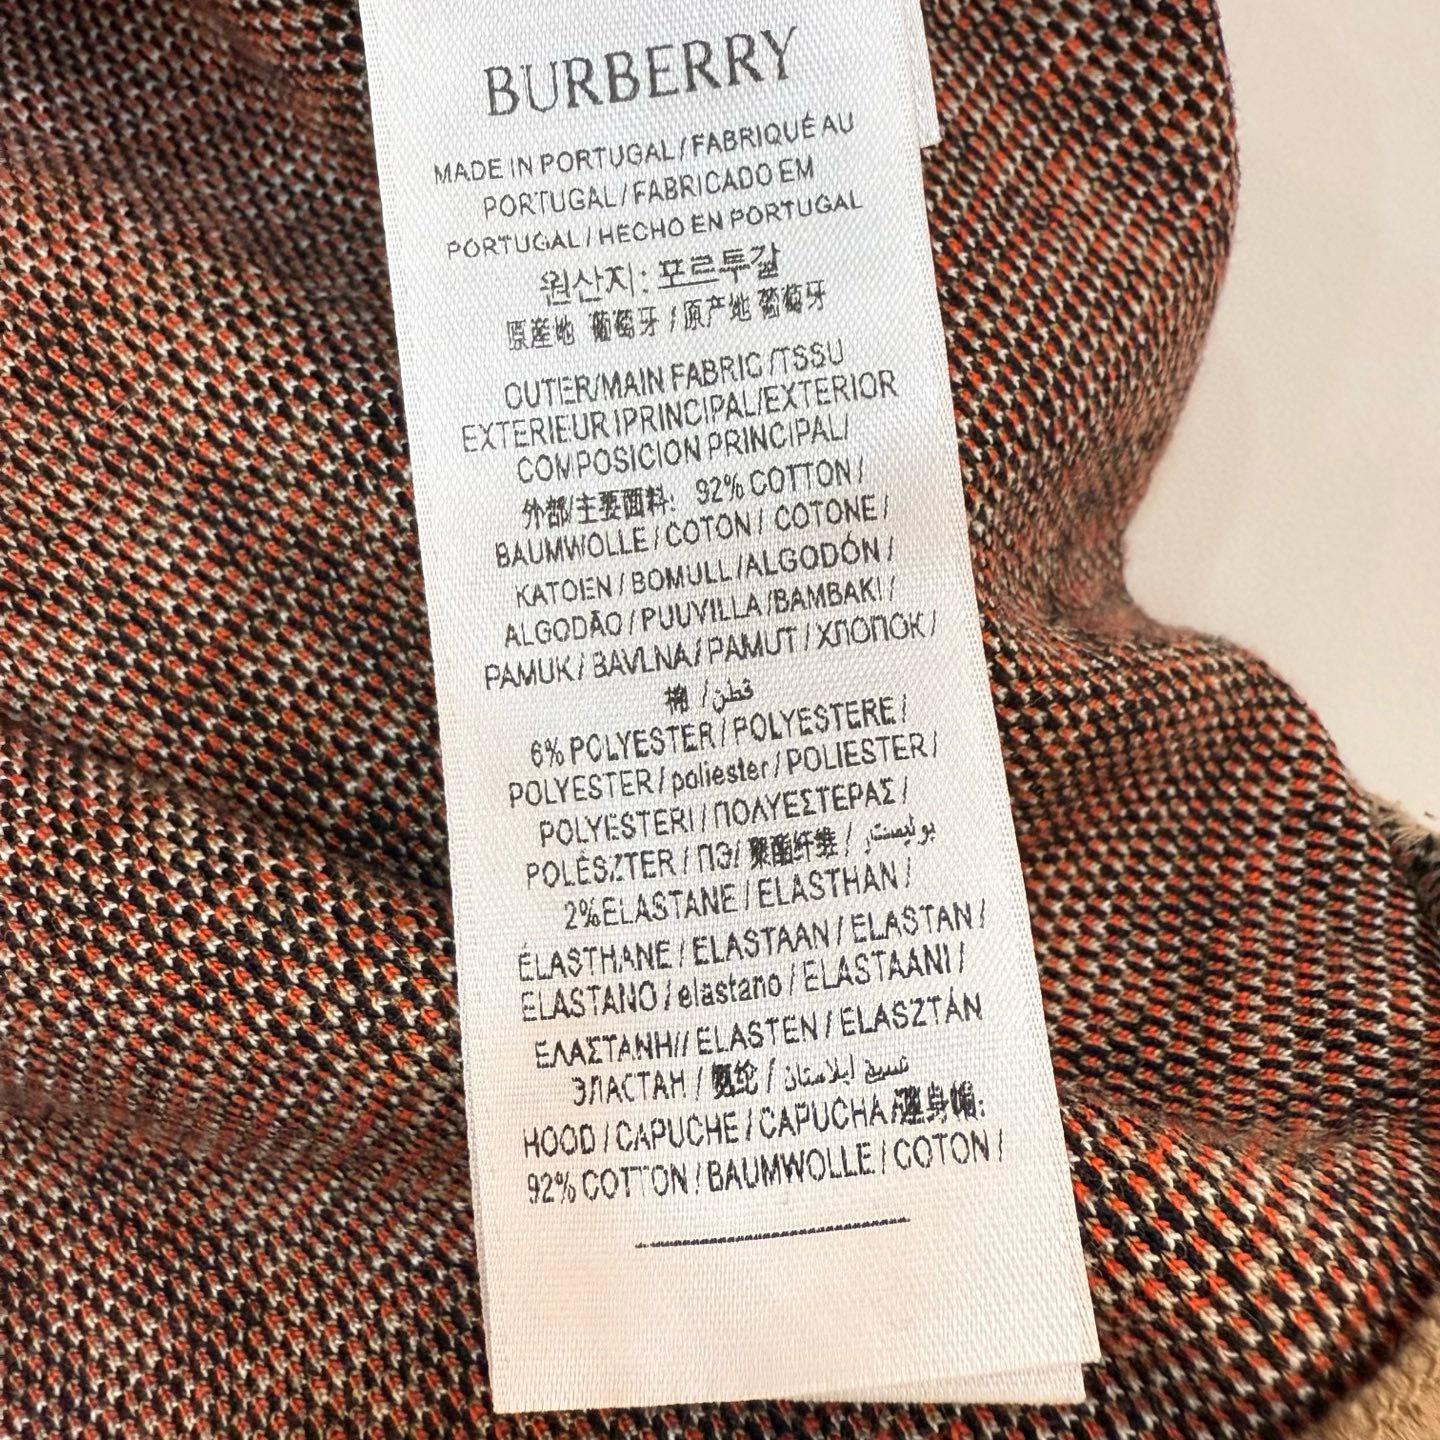 BURBERRY
MADE IN PORTUGAL / FABRIQUÉ AU
PORTUGAL / FABRICADO EM
PORTUGAL / HECHO EN PORTUGAL
원산지: 포르투갈
原産地 葡萄牙 / 原产地 葡萄牙
OUTER/MAIN FABRIC /TSSU
EXTERIEUR IPRINCIPAL/EXTERIOR
COMPOSICION PRINCIPAL/
外部/主要面料: 92% COTTON /
BAUMWOLLE / COTON / COTONE /
KATOEN / BOMULL /ALGODÓN /
ALGODÃO / PUUVILLA /BAMBAKI /
PAMUK / BAVLNA / PAMUT / ХЛОПОК /
棉 / قطن
6% POLYESTER / POLYESTERE /
POLYESTER / poliester / POLIESTER /
POLYESTERI / ΠΟΛΥΕΣΤΕΡΑΣ /
POLÉSZTER / ПЭ/ 聚酯纤维 / بوليستر
2%ELASTANE / ELASTHAN /
ÉLASTHANE / ELASTAAN / ELASTAN /
ELASTANO / elastano / ELASTAANI /
ΕΛΑΣΤΑΝΗ// ELASTEN / ELASZTÁN
ЭЛАСТАН / 氨纶 / نسيج ايلاستان
HOOD / CAPUCHE / CAPUCHA /連身帽:
92% COTTON / BAUMWOLLE / COTON /